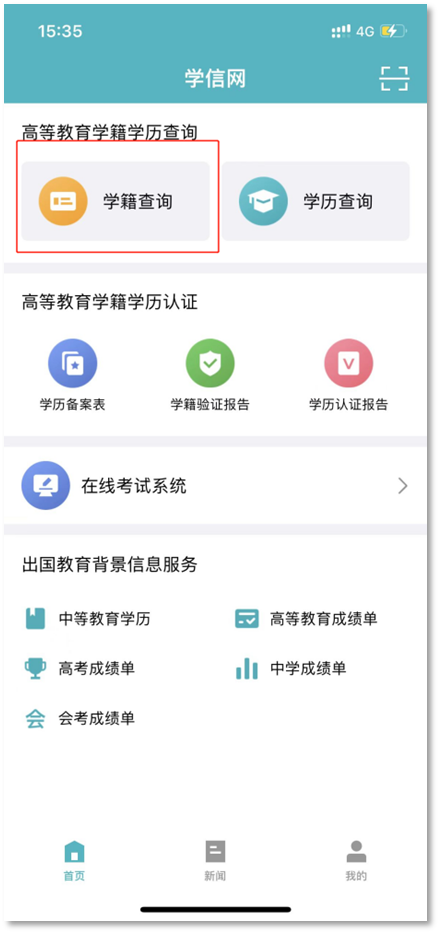 15:35
4G
学信网
高等教育学籍学历查询
学籍查询
学历查询
高等教育学籍学历认证
学历备案表
学籍验证报告
学历认证报告
在线考试系统
出国教育背景信息服务
中等教育学历
高等教育成绩单
高考成绩单
中学成绩单
会 会考成绩单
首页
新闻
我的